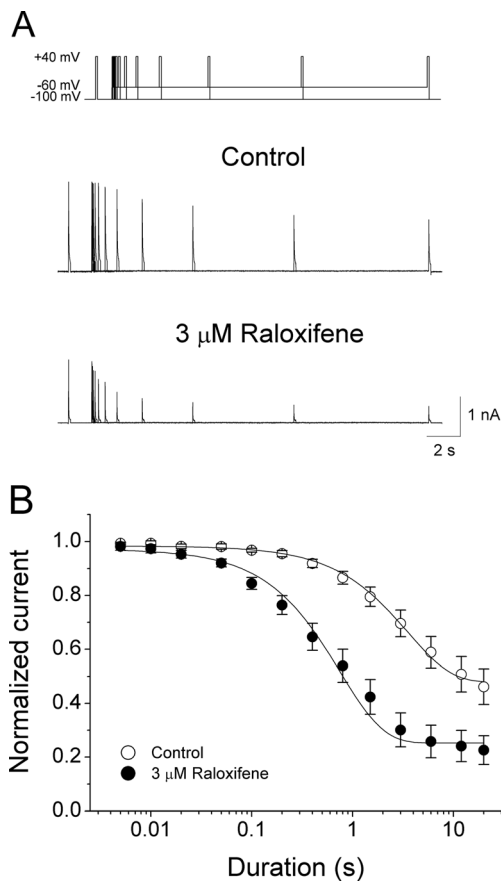 A
+40 mV
-60 mV
-100 mV
Control
3 μM Raloxifene
1 nA
2 s
B
Normalized current
1.0
0.8
0.6
0.4
0.2
0.0
Control
3 μM Raloxifene
0.01 0.1 1 10
Duration (s)